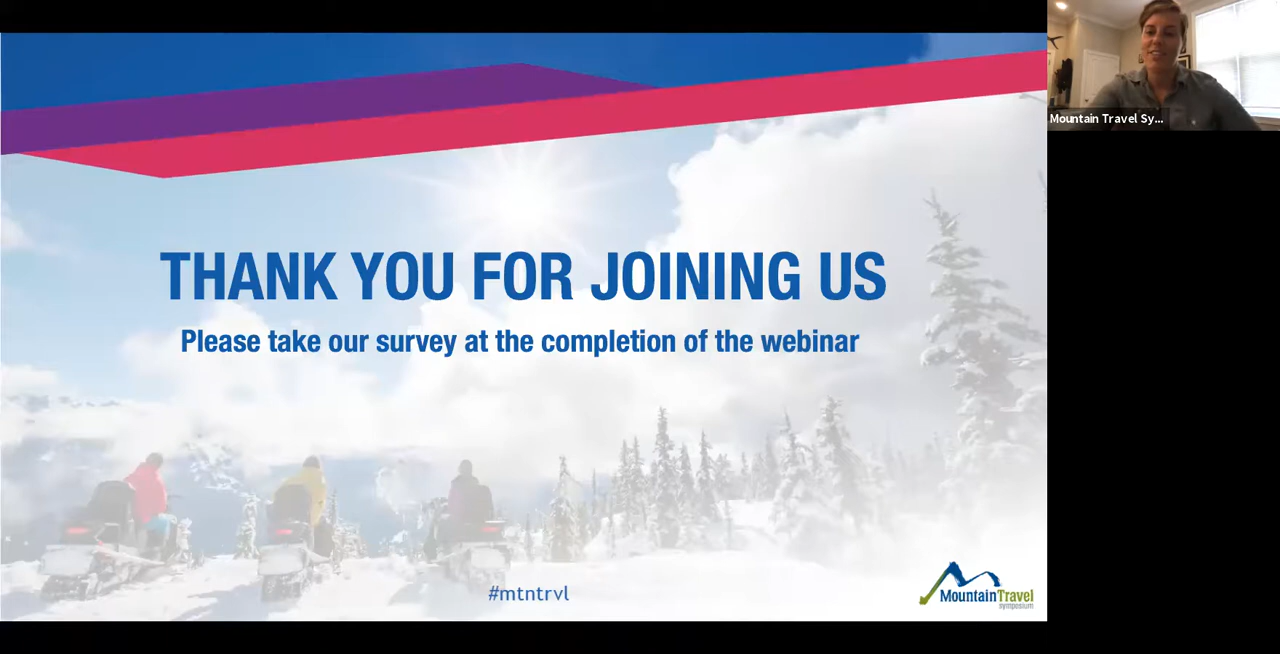 Mountain Travel Sy...
THANK YOU FOR JOINING US
Please take our survey at the completion of the webinar
#mtntrvl
MountainTravel
symposium